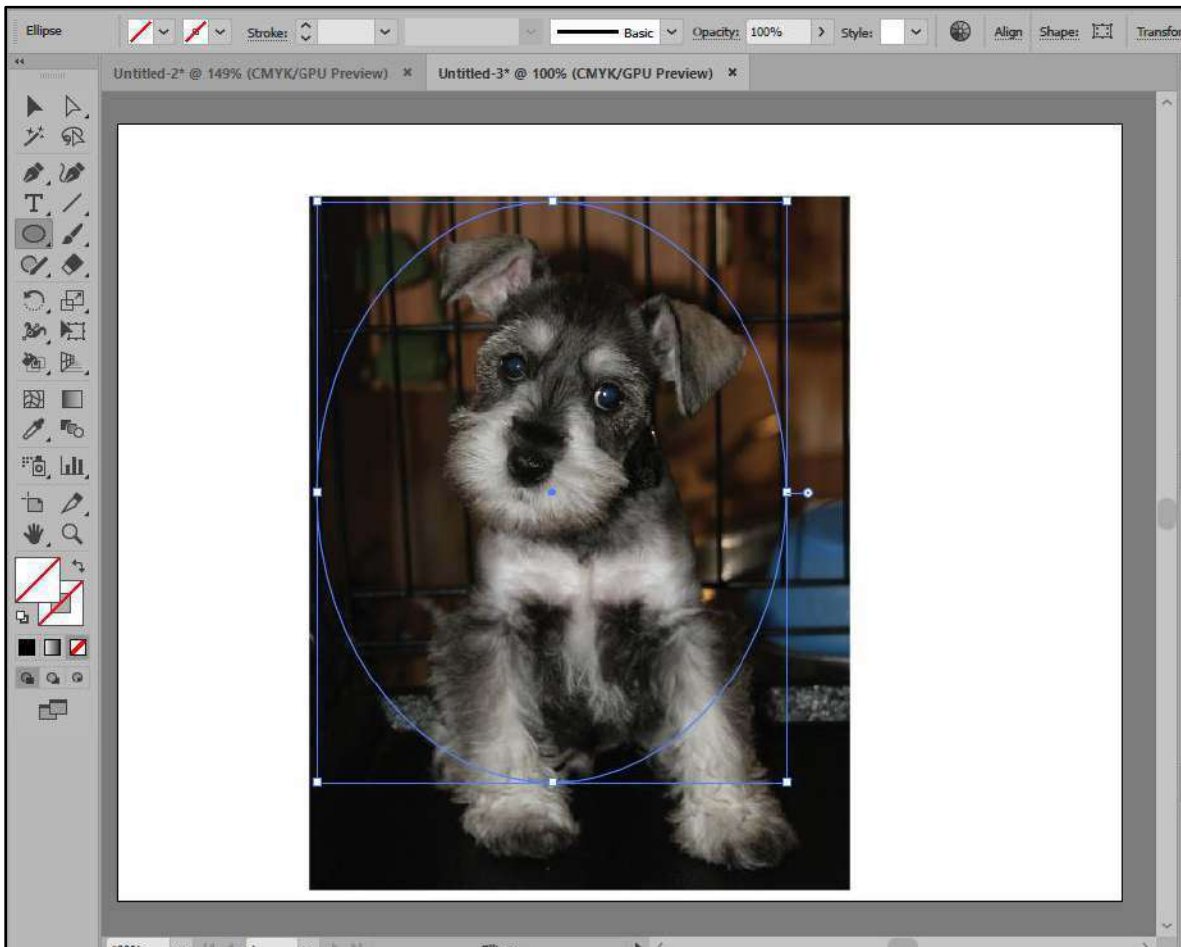 Ellipse Stroke: Basic Opacity: 100% Style: Align Shape: Transfor
Untitled-2* @ 149% (CMYK/GPU Preview) × Untitled-3* @ 100% (CMYK/GPU Preview) ×
T